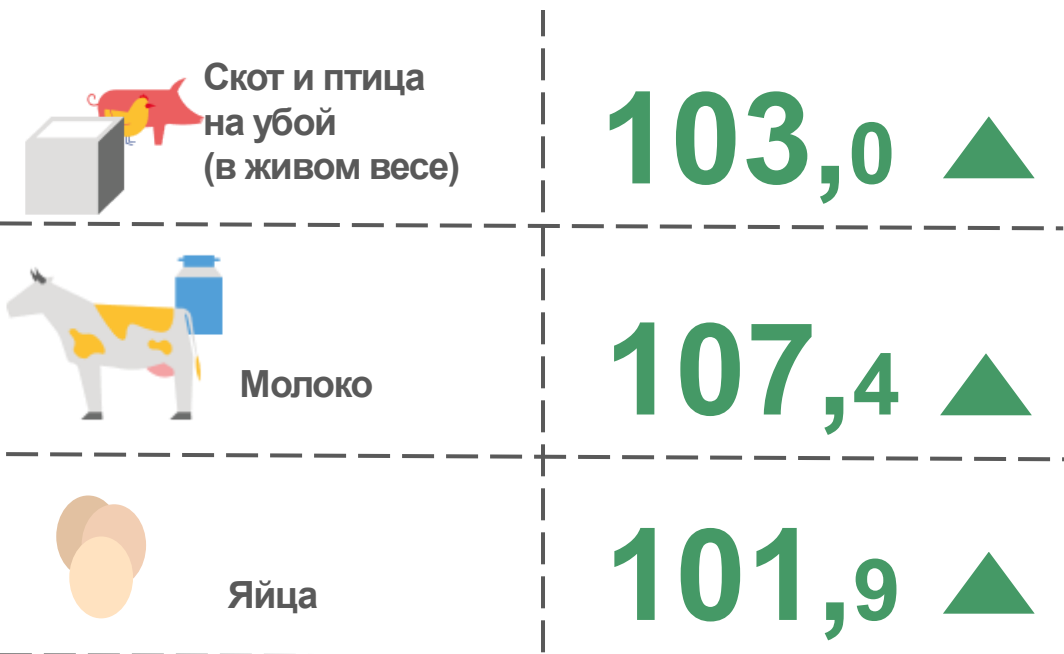 Скот и птица
на убой
(в живом весе)
103,0
Молоко
107,4
Яйца
101,9